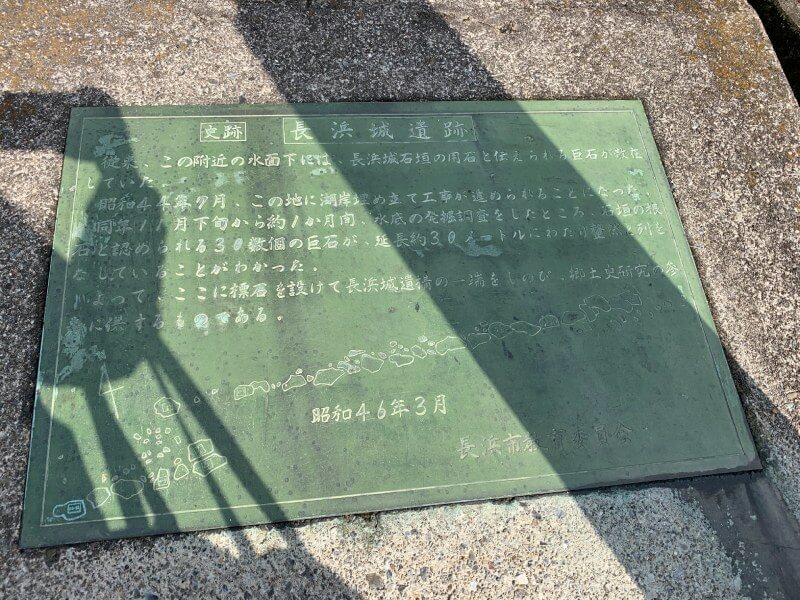 史跡 長浜城遺跡
従来、この附近の水面下には、長浜城石垣の用石と伝えられる巨石が散在
していた。
昭和44年9月、この地に湖岸埋め立て工事が進められることになった。
同年11月下旬から約1か月間、水底の発掘調査をしたところ、石垣の根
石と認められる30数個の巨石が、延長約30メートルにわたり整然と列を
なしていることがわかった。
よって、ここに標石を設けて長浜城遺構の一端をしのび、郷土史研究の参
に供するものである。
昭和46年3月
長浜市教育委員会